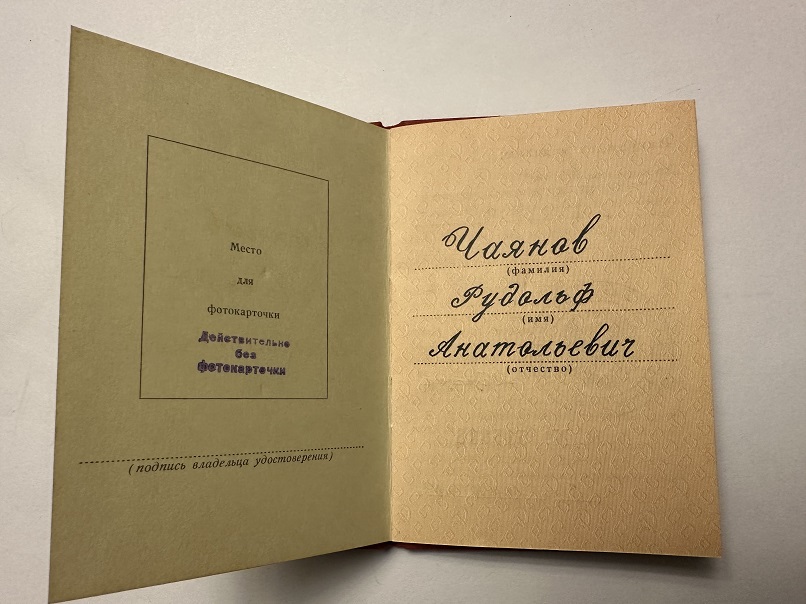 Место
для
фотокарточки
Действительно
без
фотокарточки
(подпись владельца удостоверения)
Чаянов
(фамилия)
Рудольф
(имя)
Анатольевич
(отчество)